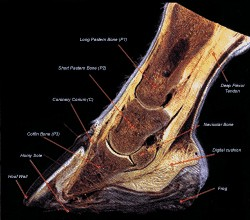 Long Pastern Bone (P1)
Short Pastern Bone (P2)
Coronary Corium (C)
Coffin Bone (P3)
Horny Sole
Hoof Wall
Deep Flexor
Tendon
Navicular Bone
Digital cushion
Frog